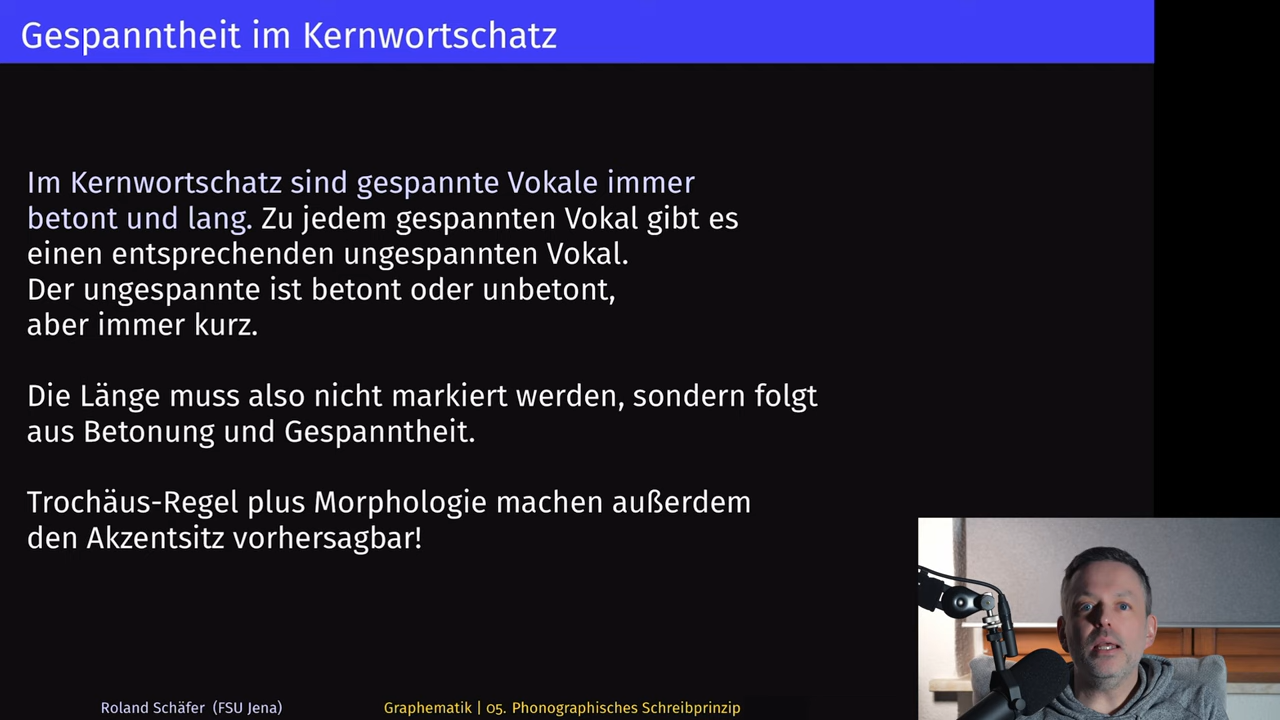 Gespanntheit im Kernwortschatz
Im Kernwortschatz sind gespannte Vokale immer
betont und lang. Zu jedem gespannten Vokal gibt es
einen entsprechenden ungespannten Vokal.
Der ungespannte ist betont oder unbetont,
aber immer kurz.
Die Länge muss also nicht markiert werden, sondern folgt
aus Betonung und Gespanntheit.
Trochäus-Regel plus Morphologie machen außerdem
den Akzentsitz vorhersagbar!
Roland Schäfer (FSU Jena)
Graphematik | 05. Phonographisches Schreibprinzip